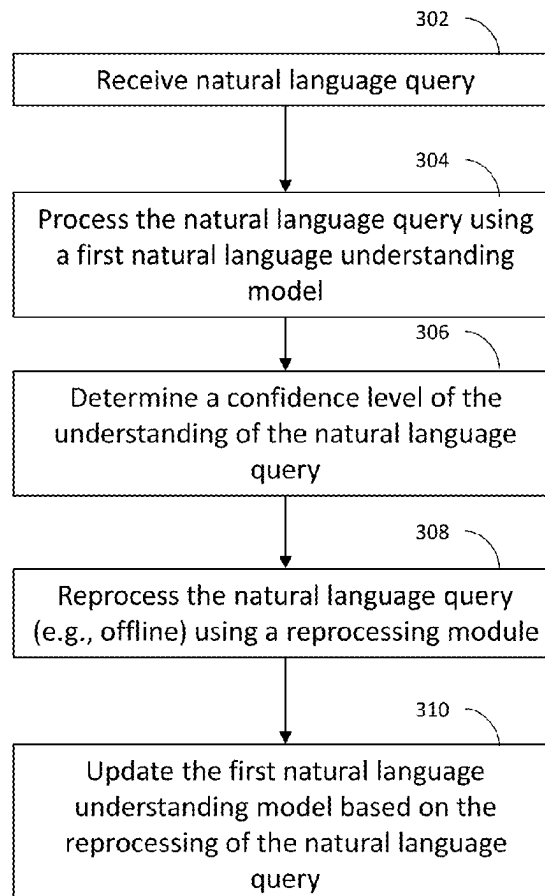 302
Receive natural language query
304
Process the natural language query using
a first natural language understanding
model
306
Determine a confidence level of the
understanding of the natural language
query
308
Reprocess the natural language query
(e.g., offline) using a reprocessing module
310
Update the first natural language
understanding model based on the
reprocessing of the natural language
query